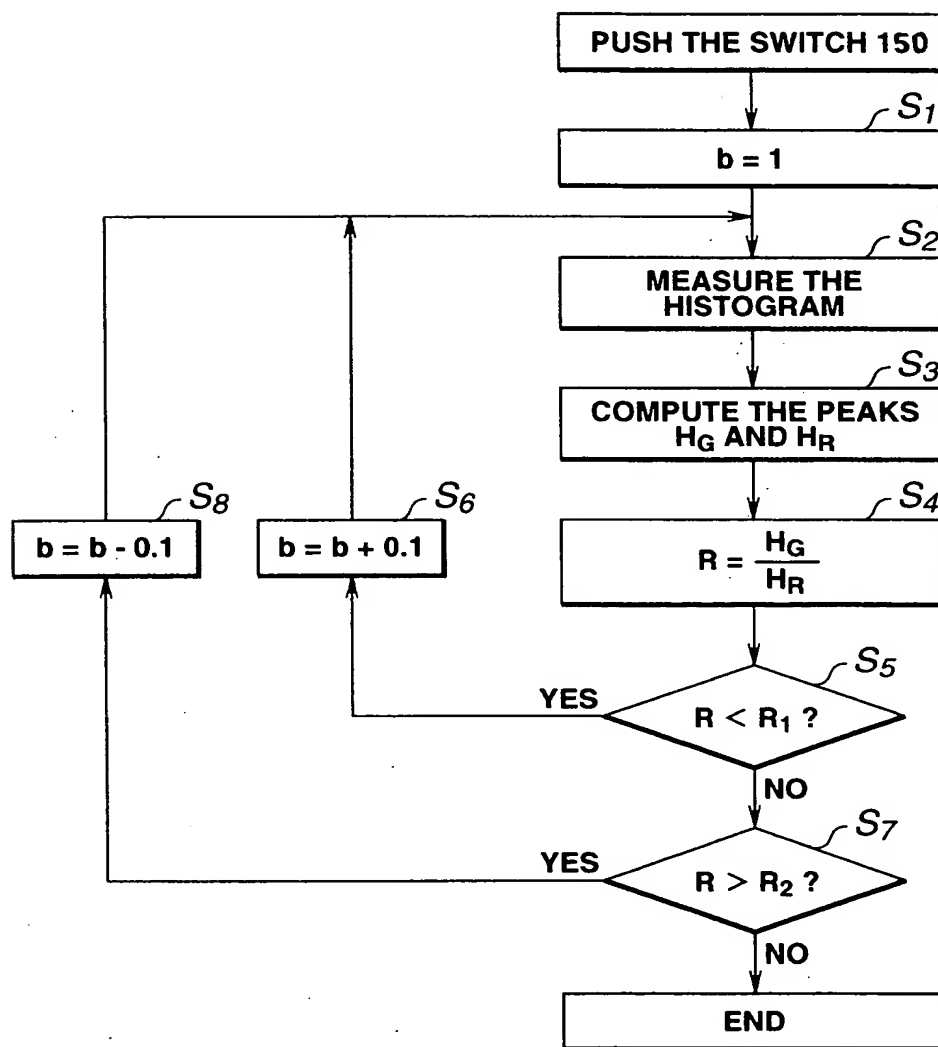 PUSH THE SWITCH 150
S1
b = 1
S2
MEASURE THE
HISTOGRAM
S3
COMPUTE THE PEAKS
HG AND HR
S4
R = HG
HR
S8
b = b - 0.1
S6
b = b + 0.1
S5
R < R1 ?
YES
NO
S7
R > R2 ?
YES
NO
END